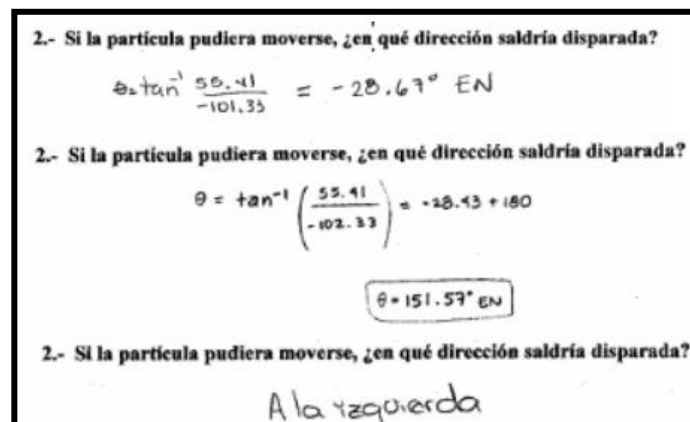 2.- Si la partícula pudiera moverse, ¿en qué dirección saldría disparada?
θ= tan⁻¹ 55.41 / -101.33 = -28.67° EN
2.- Si la partícula pudiera moverse, ¿en qué dirección saldría disparada?
θ = tan⁻¹ (55.41 / -102.33) = -28.43 + 180
θ = 151.57° EN
2.- Si la partícula pudiera moverse, ¿en qué dirección saldría disparada?
A la izquierda